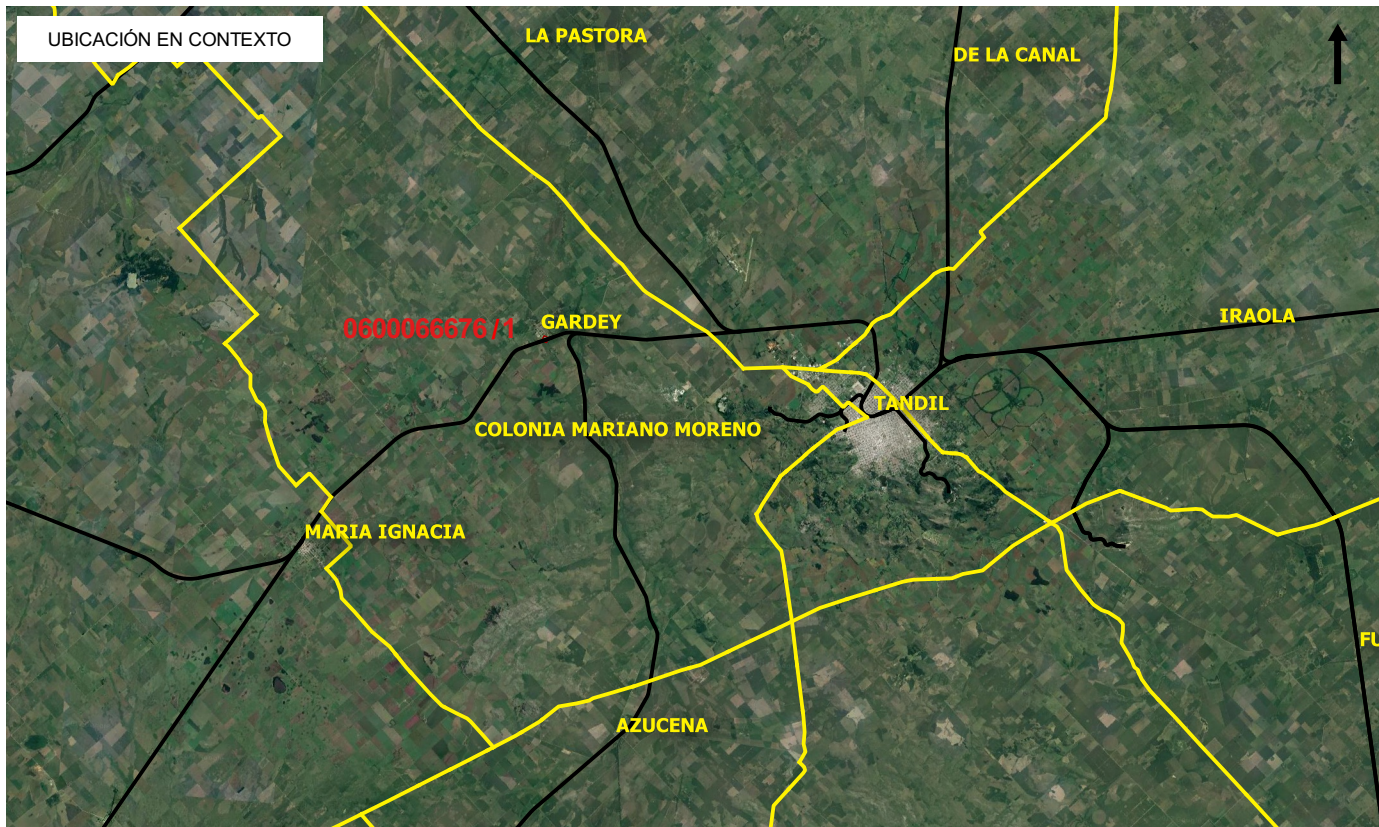 UBICACIÓN EN CONTEXTO
LA PASTORA
DE LA CANAL
0600066676/1
GARDEY
IRAOLA
TANDIL
COLONIA MARIANO MORENO
MARIA IGNACIA
FU
AZUCENA